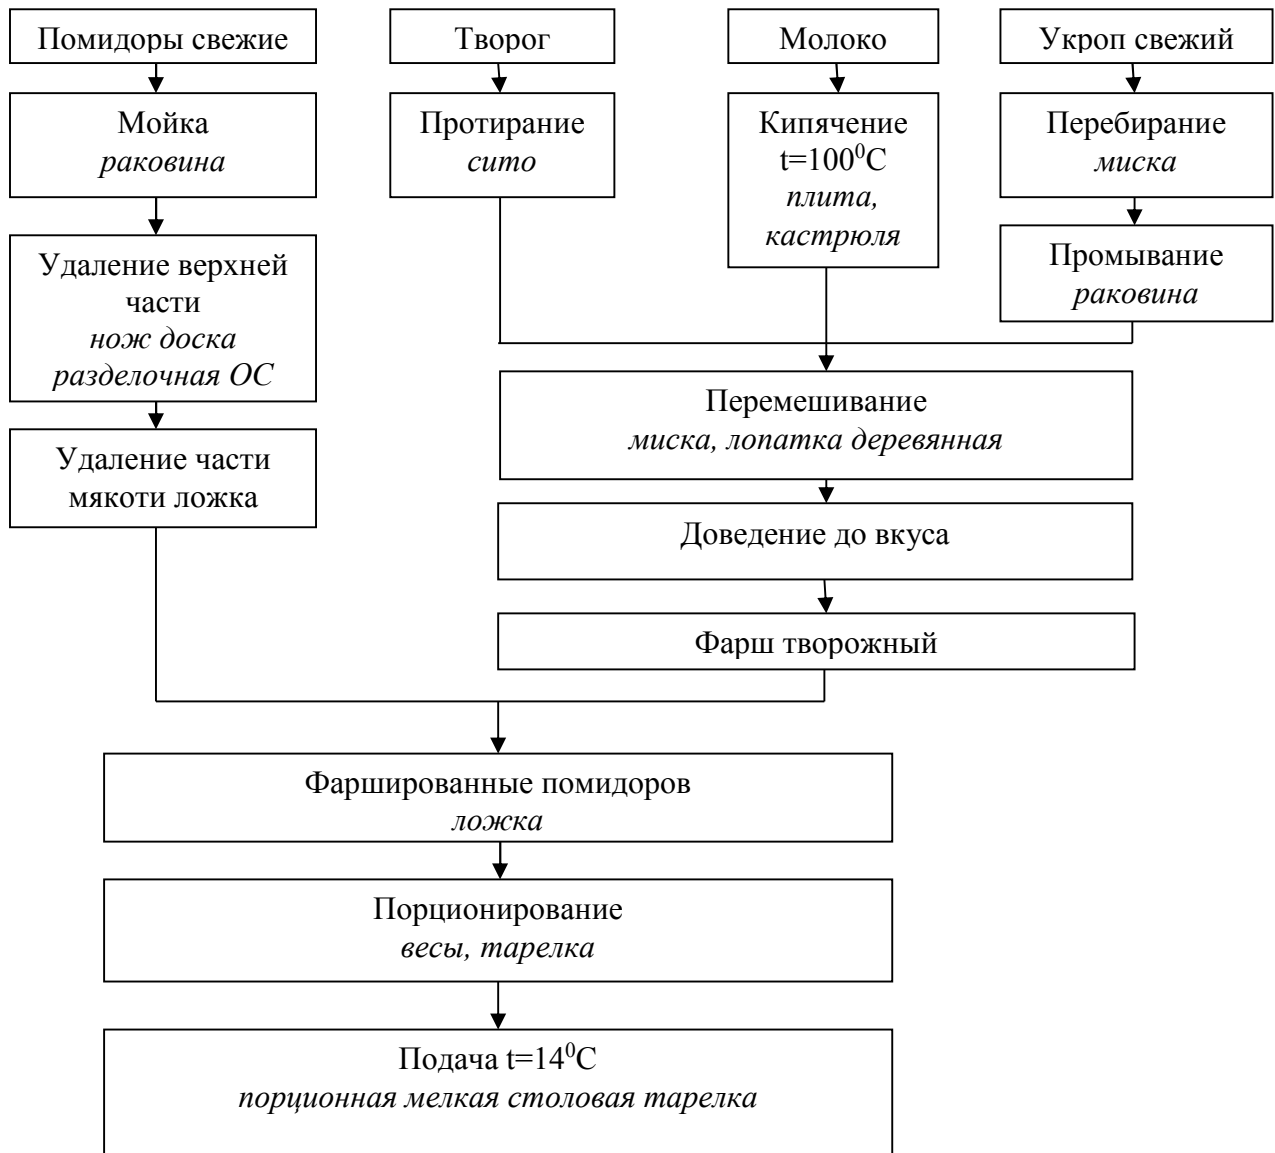 Помидоры свежие
Творог
Молоко
Укроп свежий
Мойка
раковина
Протирание
сито
Кипячение
t=100⁰С
плита,
кастрюля
Перебирание
миска
Удаление верхней
части
нож доска
разделочная ОС
Промывание
раковина
Удаление части
мякоти ложка
Перемешивание
миска, лопатка деревянная
Доведение до вкуса
Фарш творожный
Фаршированные помидоров
ложка
Порционирование
весы, тарелка
Подача t=14⁰С
порционная мелкая столовая тарелка